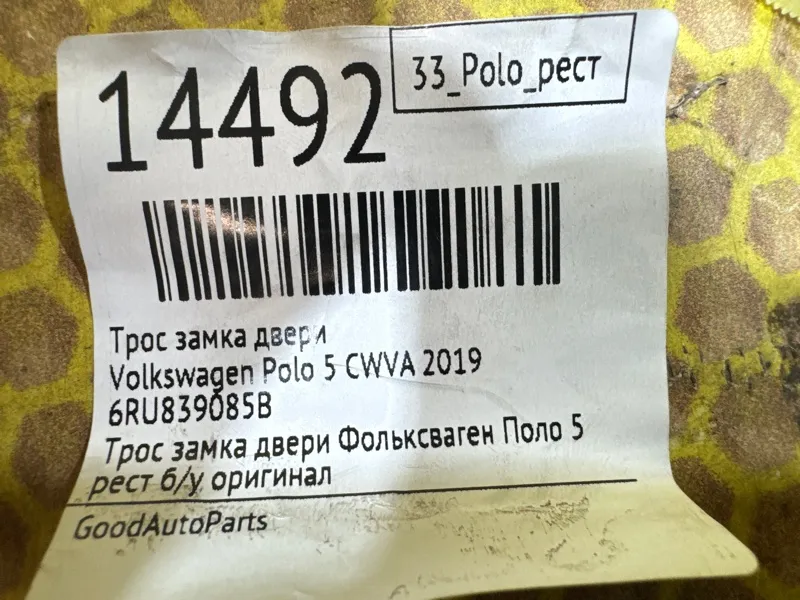 14492
33_Polo_рест
Трос замка двери
Volkswagen Polo 5 CWVA 2019
6RU839085B
Трос замка двери Фольксваген Поло 5
рест б/у оригинал
GoodAutoParts